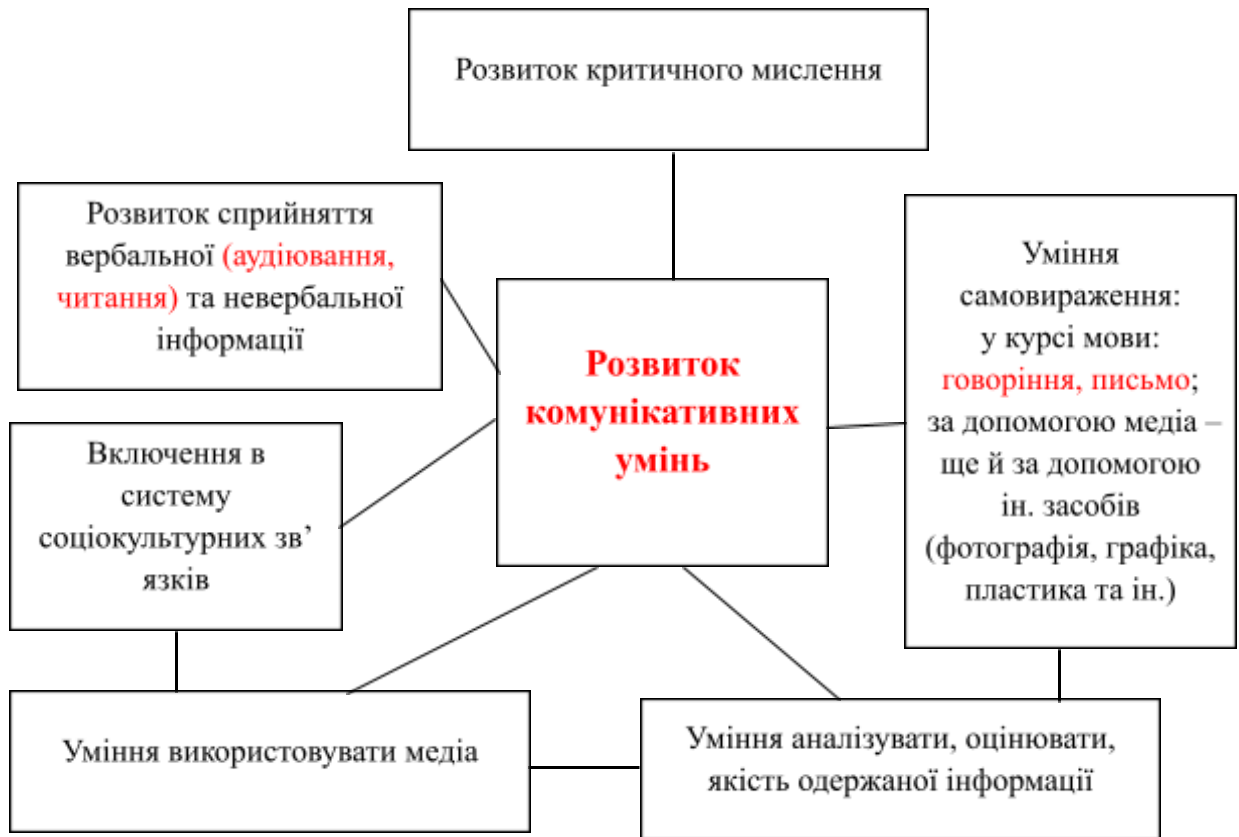 Розвиток критичного мислення
Розвиток сприйняття
вербальної (аудіювання,
читання) та невербальної
інформації
Розвиток
комунікативних
умінь
Уміння
самовираження:
у курсі мови:
говоріння, письмо;
за допомогою медіа –
ще й за допомогою
ін. засобів
(фотографія, графіка,
пластика та ін.)
Включення в
систему
соціокультурних зв’
язків
Уміння використовувати медіа
Уміння аналізувати, оцінювати,
якість одержаної інформації